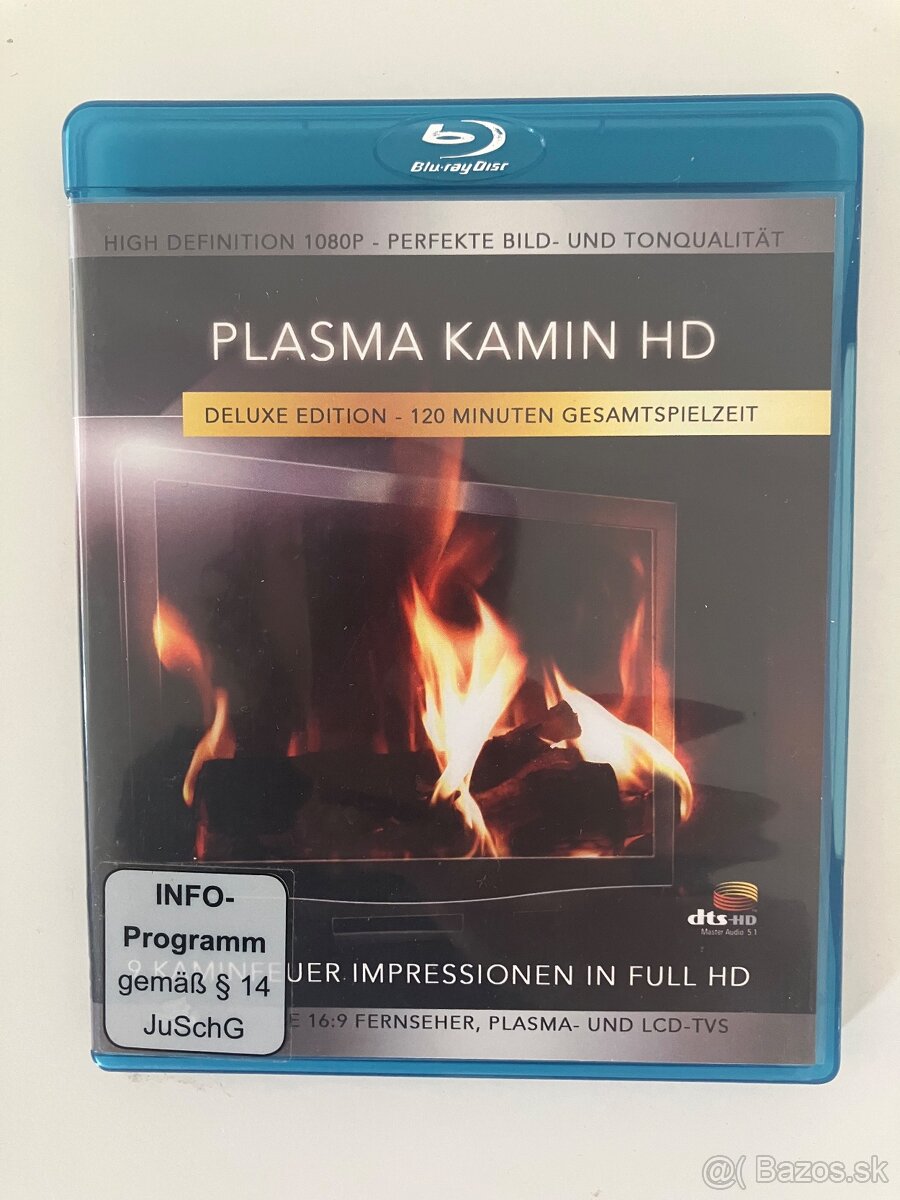 Blu-ray Disc
HIGH DEFINITION 1080P - PERFEKTE BILD- UND TONQUALITÄT
PLASMA KAMIN HD
DELUXE EDITION - 120 MINUTEN GESAMTSPIELZEIT
dts-HD
Master Audio 5.1
INFO-
Programm
gemäß § 14
JuSchG
9 KAMINFEUER IMPRESSIONEN IN FULL HD
16:9 FERNSEHER, PLASMA- UND LCD-TVS
@( Bazos.sk